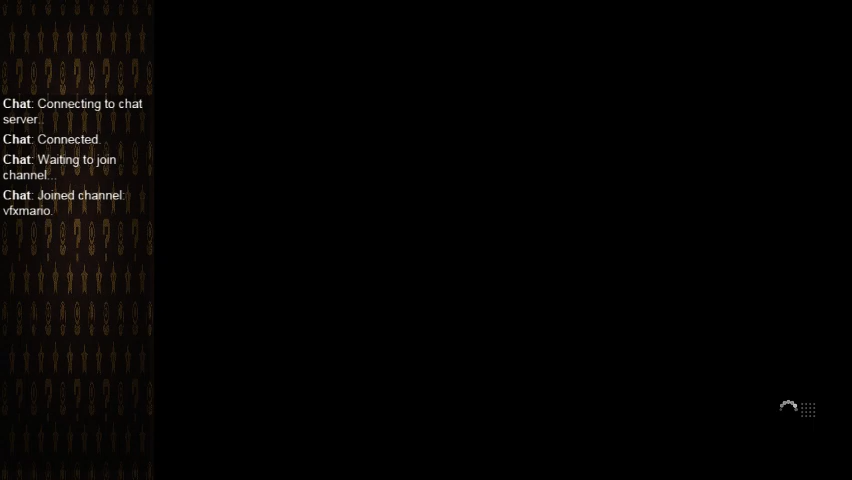 Chat: Connecting to chat
server..
Chat: Connected.
Chat: Waiting to join
channel...
Chat: Joined channel:
vfxmario.